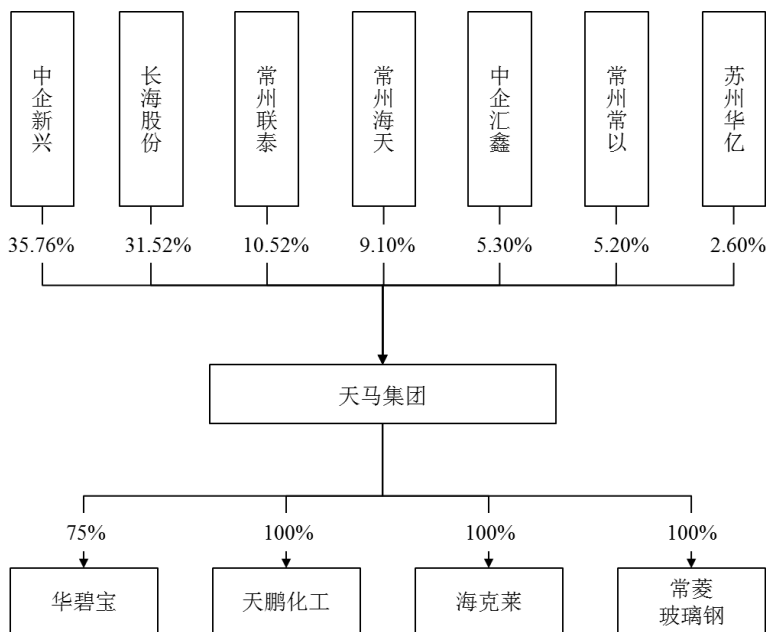 中企新兴
长海股份
常州联泰
常州海天
中企汇鑫
常州常以
苏州华亿
35.76%
31.52%
10.52%
9.10%
5.30%
5.20%
2.60%
天马集团
75%
100%
100%
100%
华碧宝
天鹏化工
海克莱
常菱
玻璃钢